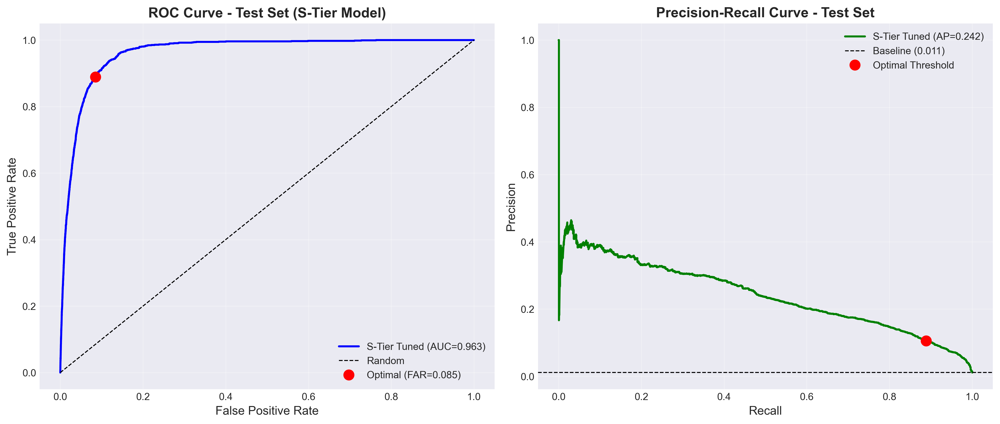 ROC Curve - Test Set (S-Tier Model)
True Positive Rate
1.0
0.8
0.6
0.4
0.2
0.0
S-Tier Tuned (AUC=0.963)
Random
Optimal (FAR=0.085)
0.0 0.2 0.4 0.6 0.8 1.0
False Positive Rate
Precision-Recall Curve - Test Set
Precision
1.0
0.8
0.6
0.4
0.2
0.0
S-Tier Tuned (AP=0.242)
Baseline (0.011)
Optimal Threshold
0.0 0.2 0.4 0.6 0.8 1.0
Recall